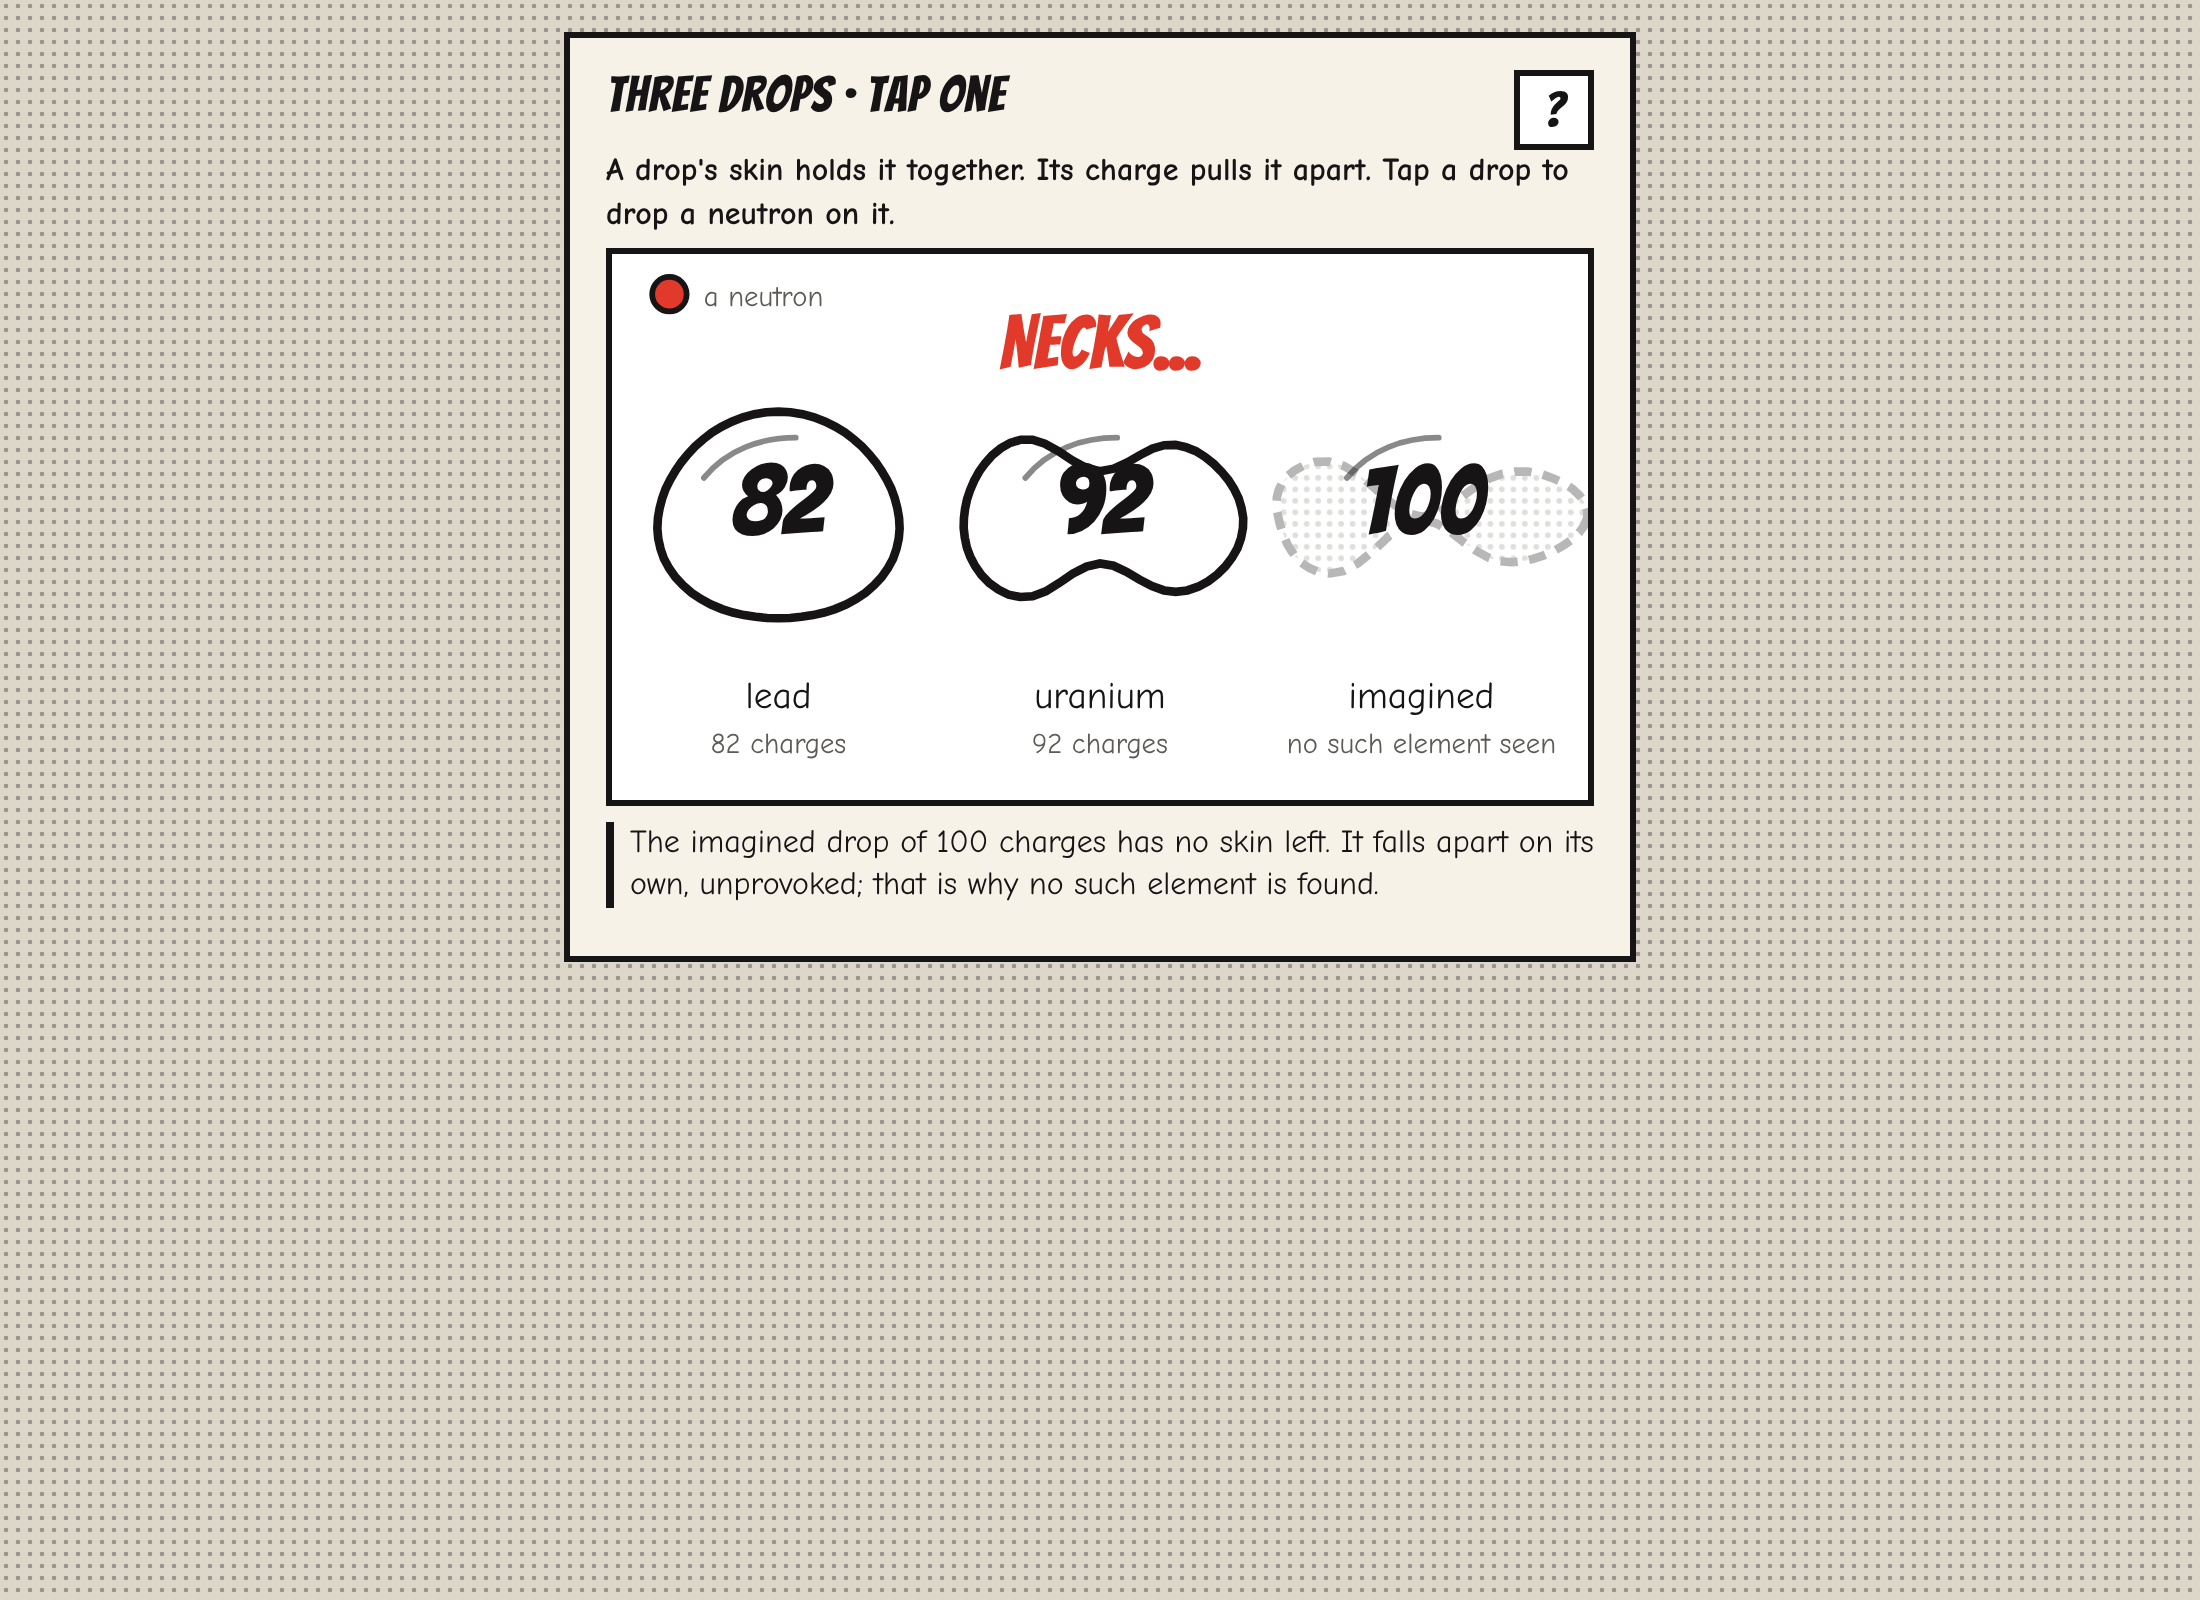 THREE DROPS · TAP ONE
?
A drop's skin holds it together. Its charge pulls it apart. Tap a drop to
drop a neutron on it.
a neutron
NECKS...
82
92
100
lead
uranium
imagined
82 charges
92 charges
no such element seen
The imagined drop of 100 charges has no skin left. It falls apart on its
own, unprovoked; that is why no such element is found.